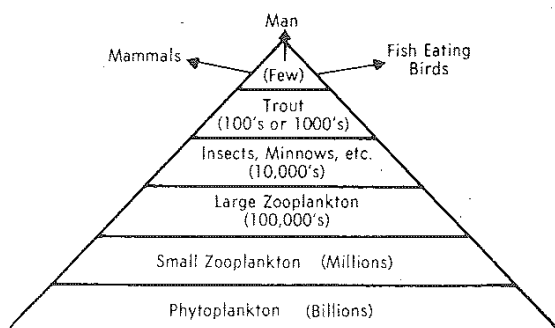 Man
Mammals
Fish Eating
Birds
(Few)
Trout
(100's or 1000's)
Insects, Minnows, etc.
(10,000's)
Large Zooplankton
(100,000's)
Small Zooplankton (Millions)
Phytoplankton (Billions)